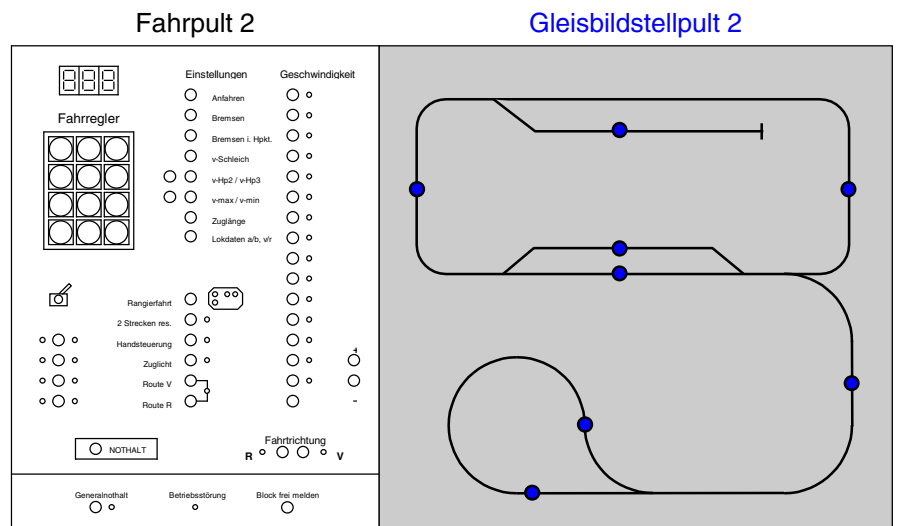 Fahrpult 2
Gleisbildstellpult 2
888
Einstellungen
Geschwindigkeit
Anfahren
Fahrregler
Bremsen
Bremsen i. Hpkt.
v-Schleich
v-Hp2 / v-Hp3
v-max / v-min
Zuglänge
Lokdaten a/b, v/r
Rangierfahrt
2 Strecken res.
Handsteuerung
+
Zuglicht
Route V
Route R
-
NOTHALT
Fahrtrichtung
R V
Generalnothalt
Betriebsstörung
Block frei melden